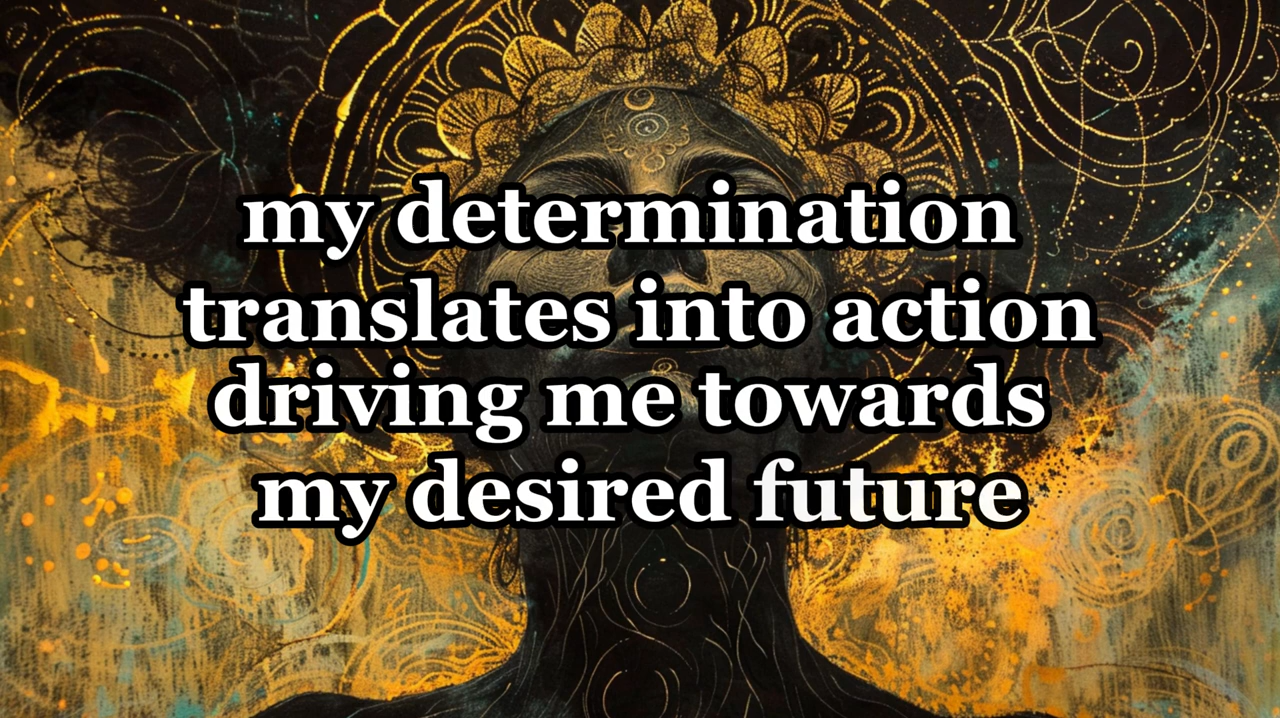 my determination
translates into action
driving me towards
my desired future